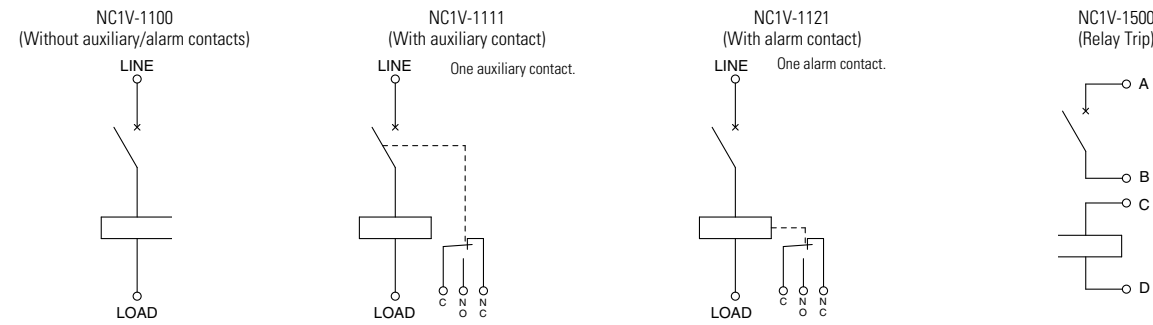 NC1V-1100
(Without auxiliary/alarm contacts)
LINE
LOAD
NC1V-1111
(With auxiliary contact)
LINE
One auxiliary contact.
C
NO
NC
LOAD
NC1V-1121
(With alarm contact)
LINE
One alarm contact.
C
NO
NC
LOAD
NC1V-1500
(Relay Trip)
A
B
C
D